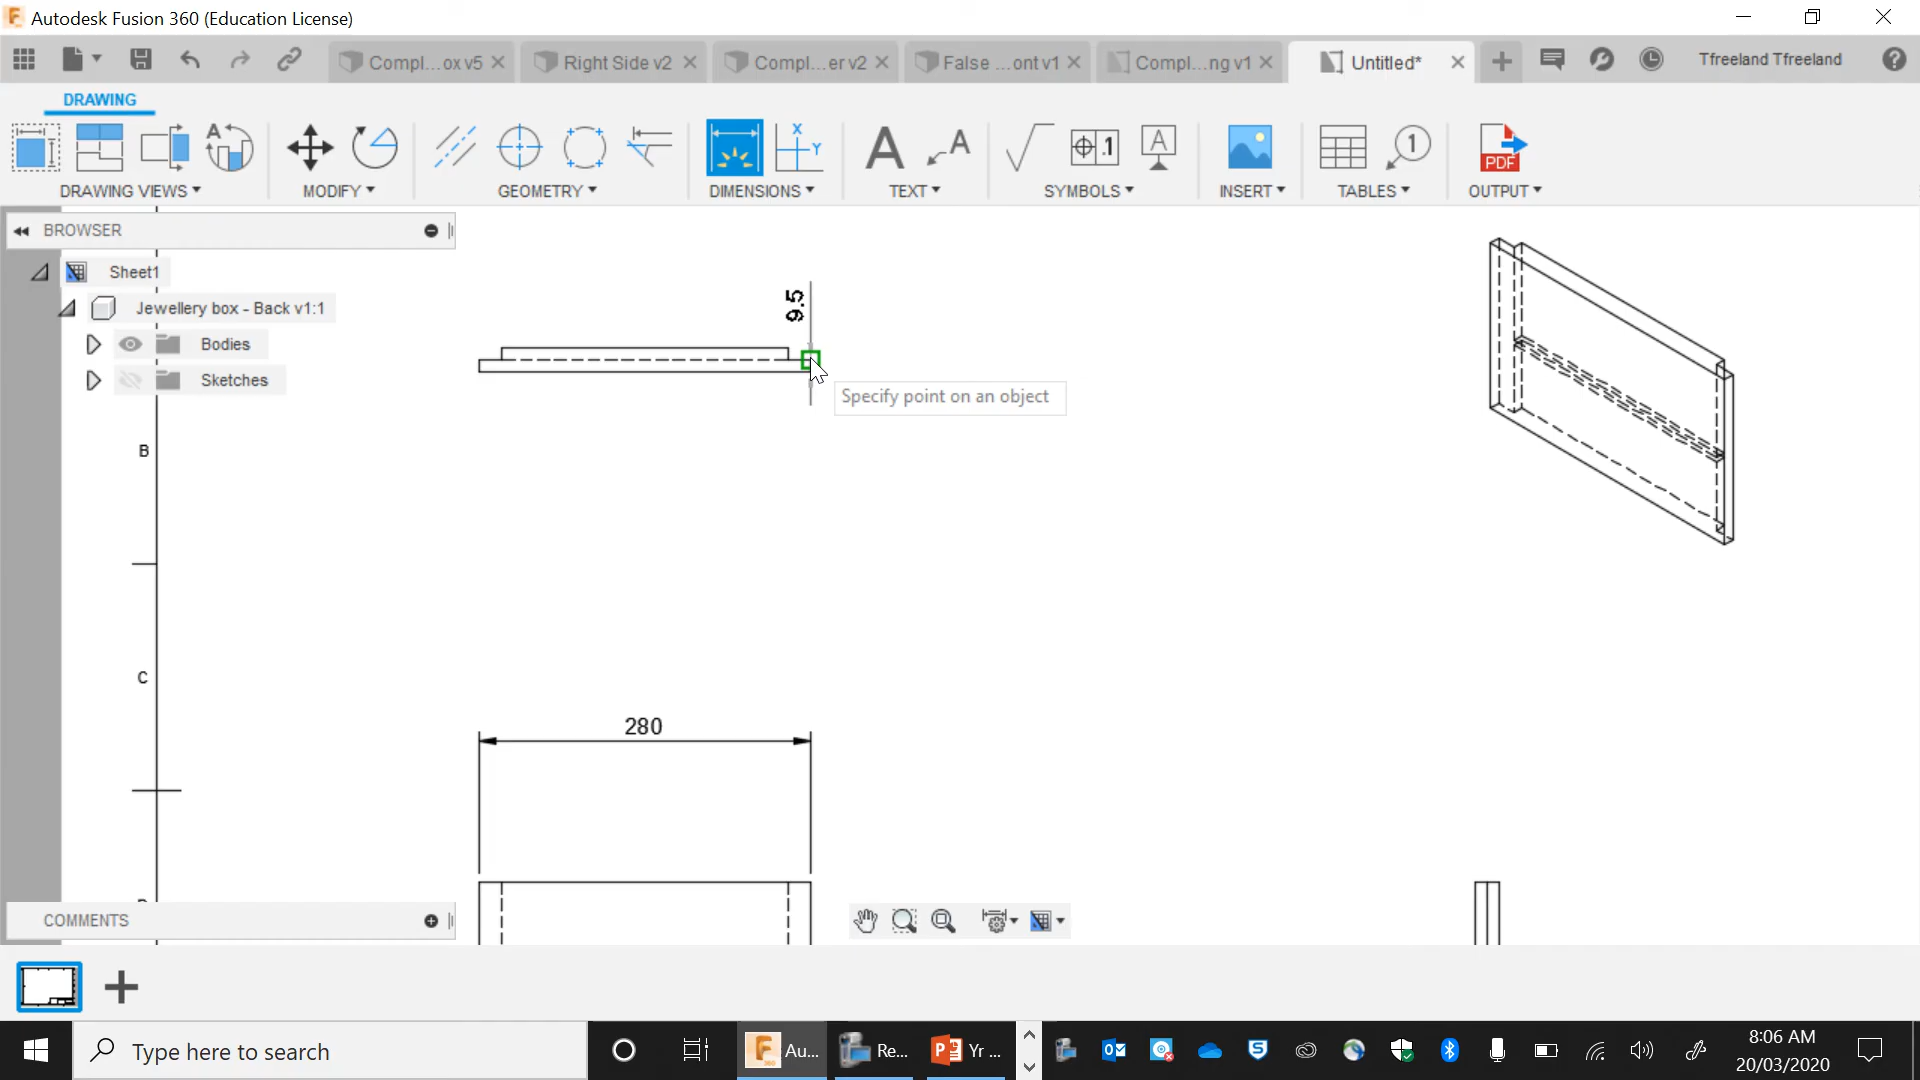 Autodesk Fusion 360 (Education License)
Compl...ox v5
Right Side v2
Compl...er v2
False ...ont v1
Compl...ng v1
Untitled*
Tfreeland Tfreeland
DRAWING
DRAWING VIEWS
MODIFY
GEOMETRY
DIMENSIONS
TEXT
SYMBOLS
INSERT
TABLES
OUTPUT
BROWSER
Sheet1
Jewellery box - Back v1:1
Bodies
Sketches
9.5
Specify point on an object
B
C
280
COMMENTS
Type here to search
Au...
Re...
Yr ...
8:06 AM
20/03/2020